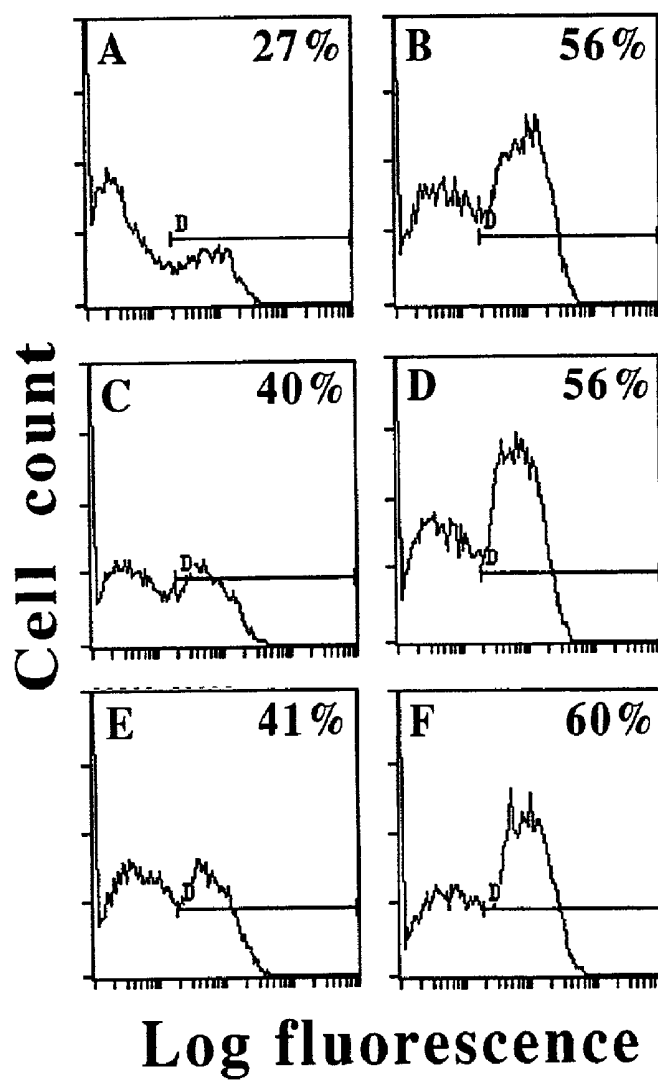 A 27%
B 56%
D
D
C 40%
D 56%
D
D
E 41%
F 60%
D
D
Cell count
Log fluorescence